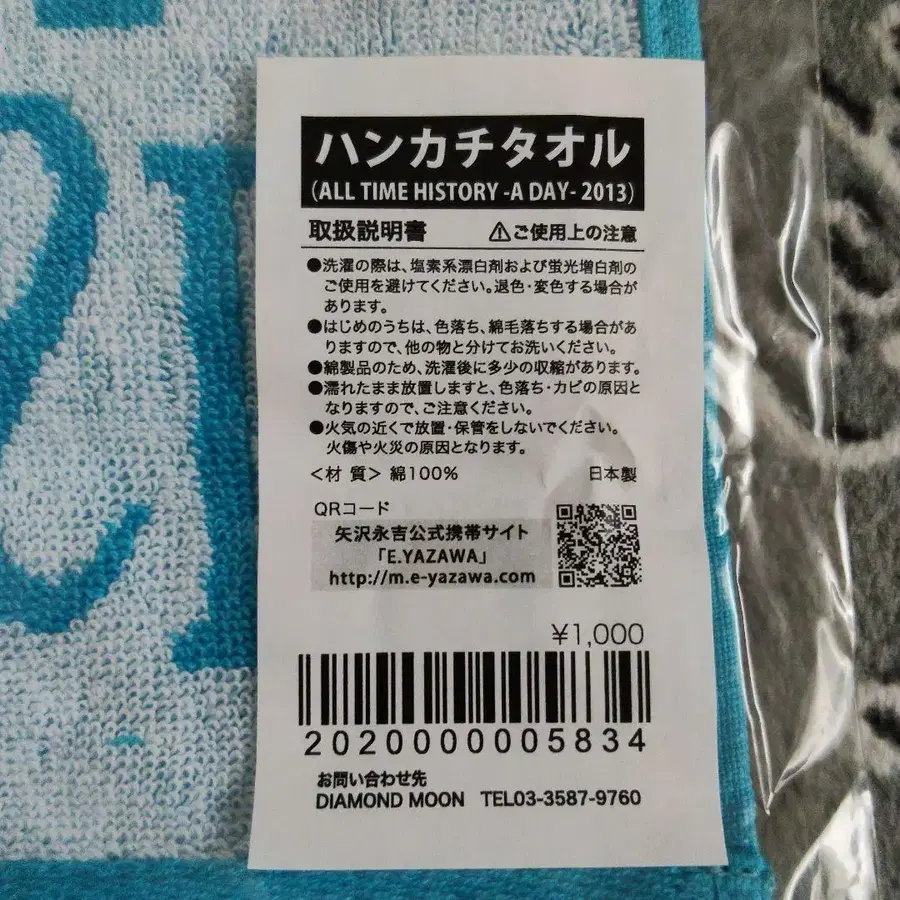 ハンカチタオル
(ALL TIME HISTORY -A DAY- 2013)
取扱説明書 ⚠ご使用上の注意
●洗濯の際は、塩素系漂白剤および蛍光増白剤の
ご使用を避けてください。退色・変色する場合が
あります。
●はじめのうちは、色落ち、綿毛落ちする場合があ
りますので、他の物と分けてお洗いください。
●綿製品のため、洗濯後に多少の収縮があります。
●濡れたまま放置しますと、色落ち・カビの原因と
なりますので、ご注意ください。
●火気の近くで放置・保管をしないでください。
火傷や火災の原因となります。
＜材 質＞ 綿100% 日本製
QRコード
矢沢永吉公式携帯サイト
「E.YAZAWA」
http://m.e-yazawa.com
¥1,000
2020000005834
お問い合わせ先
DIAMOND MOON TEL03-3587-9760